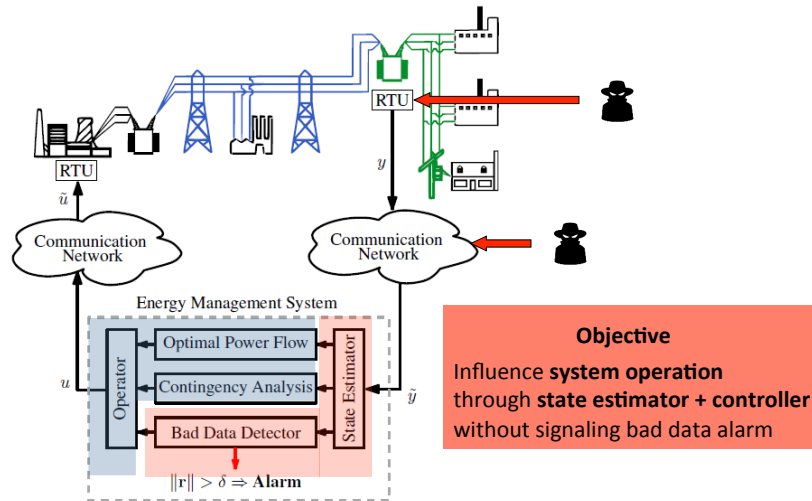 RTU
RTU
y
ũ
Communication
Network
Communication
Network
Energy Management System
Optimal Power Flow
Contingency Analysis
Bad Data Detector
Operator
State Estimator
u
ỹ
||r|| > δ ⇒ Alarm
Objective
Influence system operation
through state estimator + controller
without signaling bad data alarm